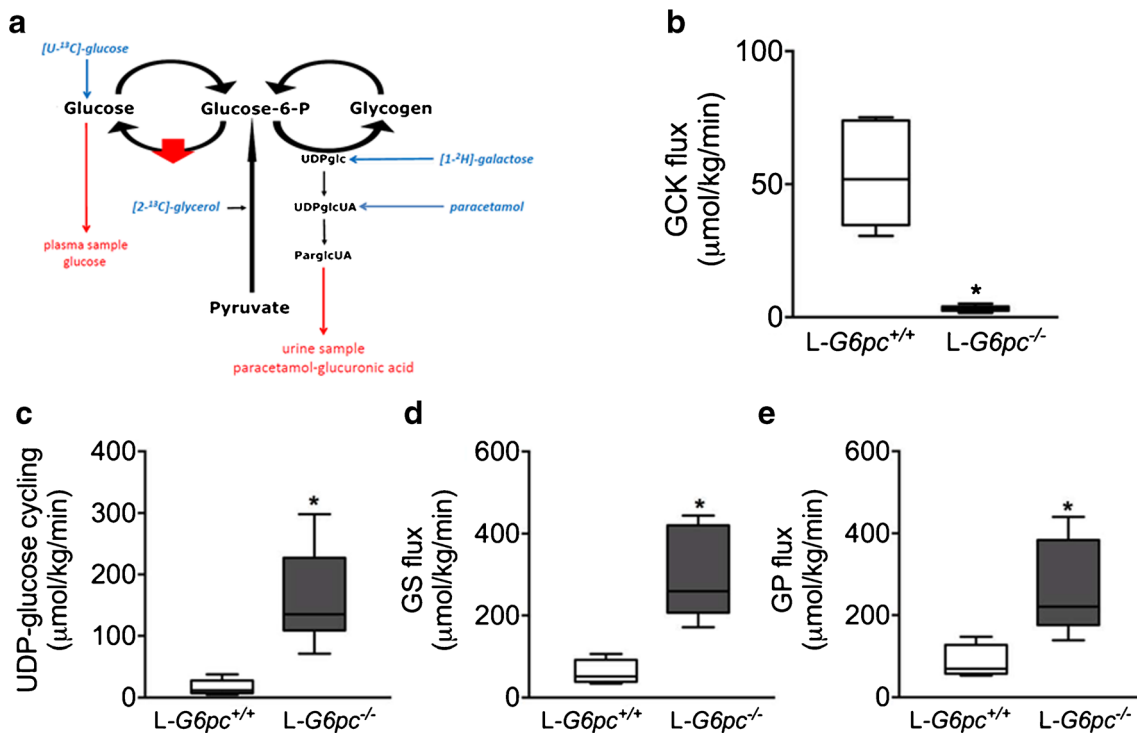 a
[U-¹³C]-glucose
Glucose
Glucose-6-P
Glycogen
UDPglc
[1-²H]-galactose
[2-¹³C]-glycerol
UDPglcUA
paracetamol
plasma sample
glucose
ParglcUA
Pyruvate
urine sample
paracetamol-glucuronic acid
b
GCK flux
(µmol/kg/min)
100
50
0
*
L-G6pc+/+
L-G6pc-/-
c
UDP-glucose cycling
(µmol/kg/min)
400
300
200
100
0
*
L-G6pc+/+
L-G6pc-/-
d
GS flux
(µmol/kg/min)
600
400
200
0
*
L-G6pc+/+
L-G6pc-/-
e
GP flux
(µmol/kg/min)
600
400
200
0
*
L-G6pc+/+
L-G6pc-/-